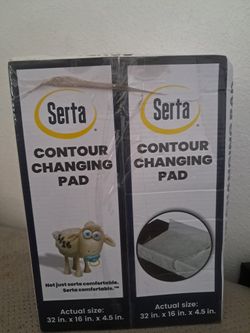 Serta
CONTOUR
CHANGING
PAD
Not just serta comfortable.
Serta comfortable.™
Actual size:
32 in. x 16 in. x 4.5 in.
Serta
CONTOUR
CHANGING
PAD
Actual size:
32 in. x 16 in. x 4.5 in.